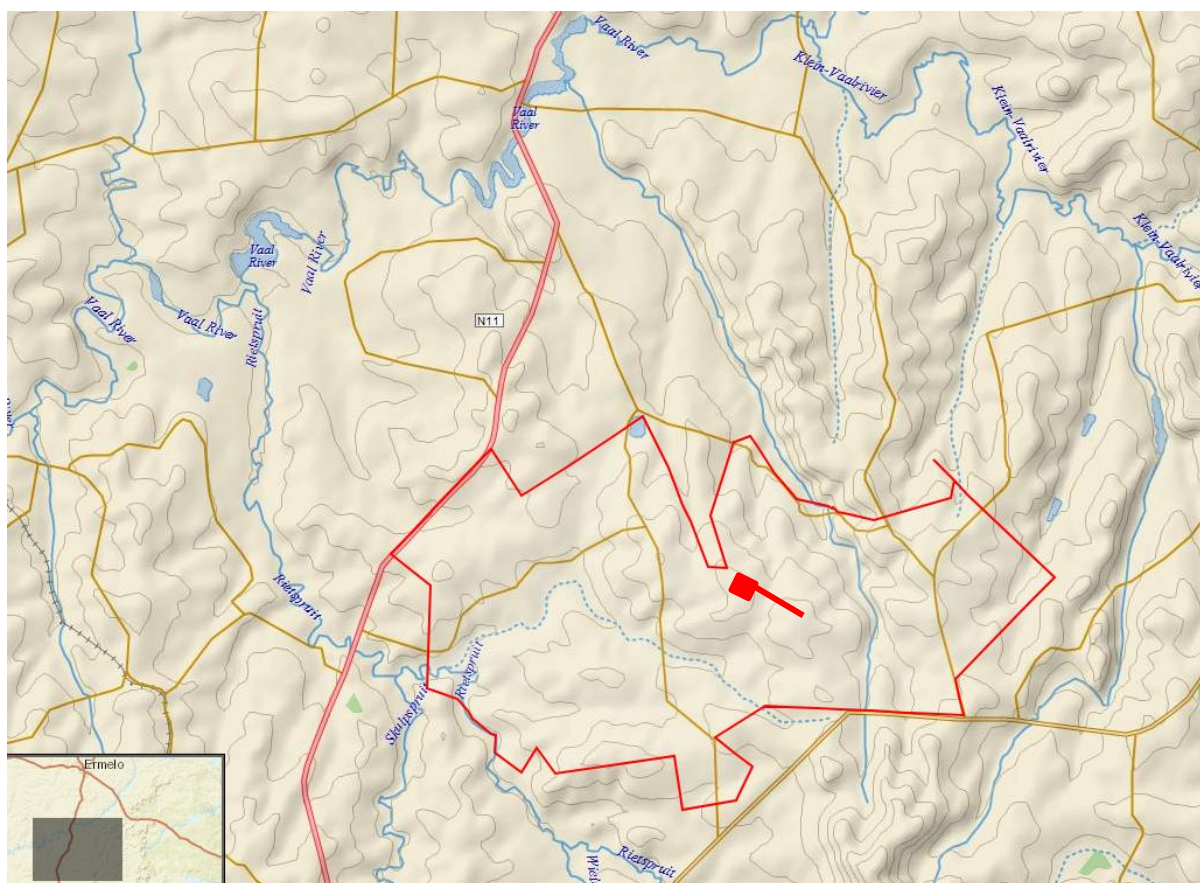 Vaal River
Klein-Vaalrivier
Klein-Vaalrivier
Vaal
River
Klein-Vaalrivier
Vaal
River
Vaal River
Vaal River
Vaal River
Rietspruit
N11
Rietspruit
Rietspruit
Skulpspruit
Ermelo
Rietspruit